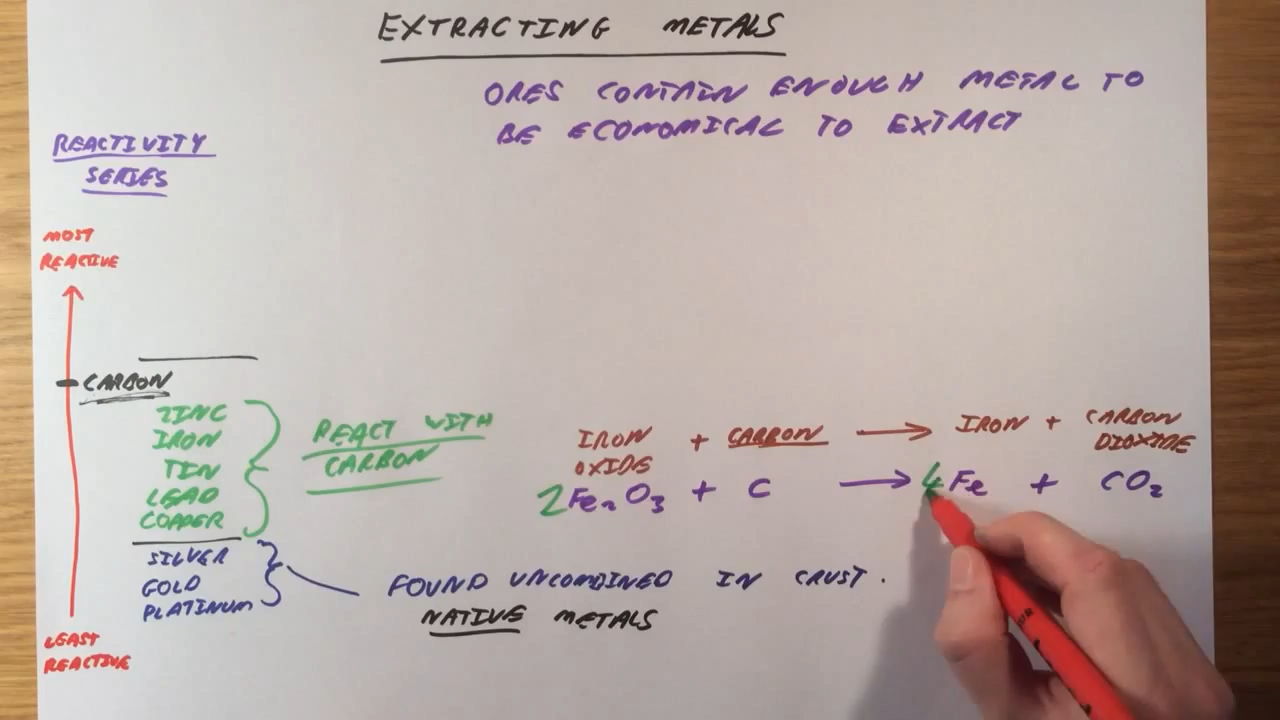 EXTRACTING METALS
ORES CONTAIN ENOUGH METAL TO
BE ECONOMICAL TO EXTRACT
REACTIVITY
SERIES
MOST
REACTIVE
CARBON
ZINC
IRON
TIN
LEAD
COPPER
REACT WITH
CARBON
IRON OXIDE + CARBON → IRON + CARBON DIOXIDE
2Fe₂O₃ + C → 4Fe + CO₂
SILVER
GOLD
PLATINUM
FOUND UNCOMBINED IN CRUST.
NATIVE METALS
LEAST
REACTIVE